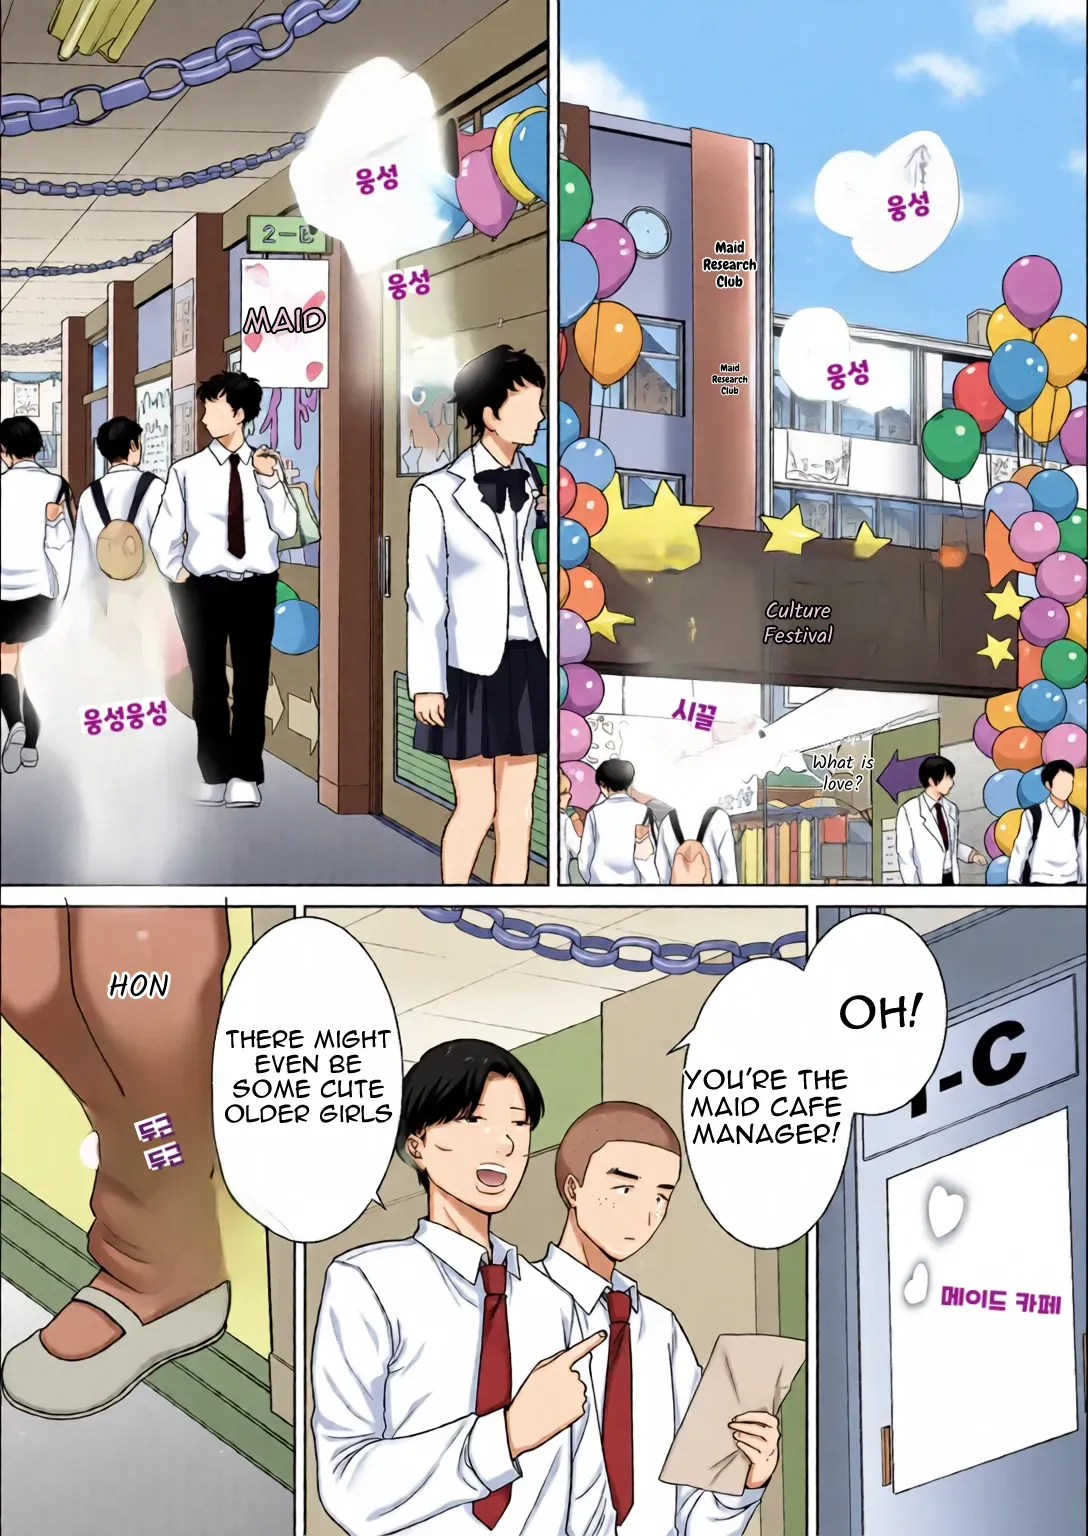 웅성
2-B
웅성
MAID
웅성웅성
웅성
Maid
Research
Club
웅성
Maid
Research
Club
Culture
Festival
시끌
What is
love?
HON
두근
두근
THERE MIGHT
EVEN BE
SOME CUTE
OLDER GIRLS
OH!
YOU'RE THE
MAID CAFE
MANAGER!
1-C
메이드 카페